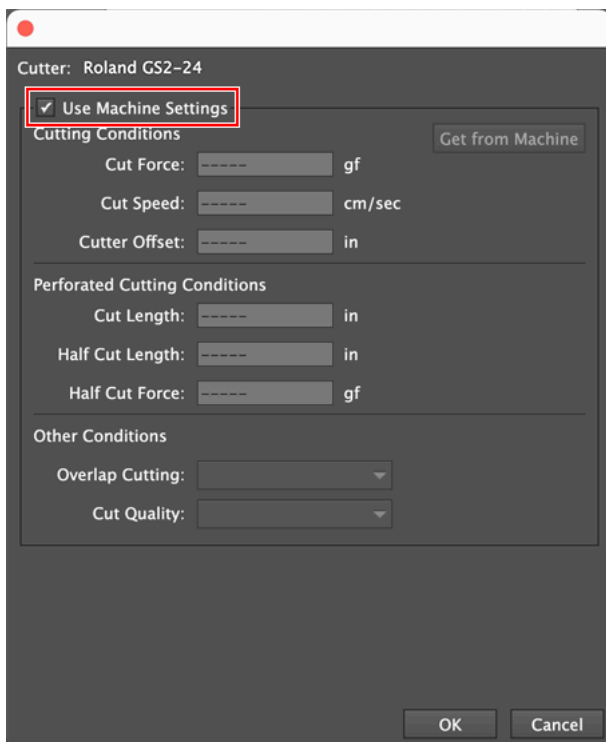 Cutter: Roland GS2-24
Use Machine Settings
Cutting Conditions
Get from Machine
Cut Force: ----- gf
Cut Speed: ----- cm/sec
Cutter Offset: ----- in
Perforated Cutting Conditions
Cut Length: ----- in
Half Cut Length: ----- in
Half Cut Force: ----- gf
Other Conditions
Overlap Cutting:
Cut Quality:
OK Cancel